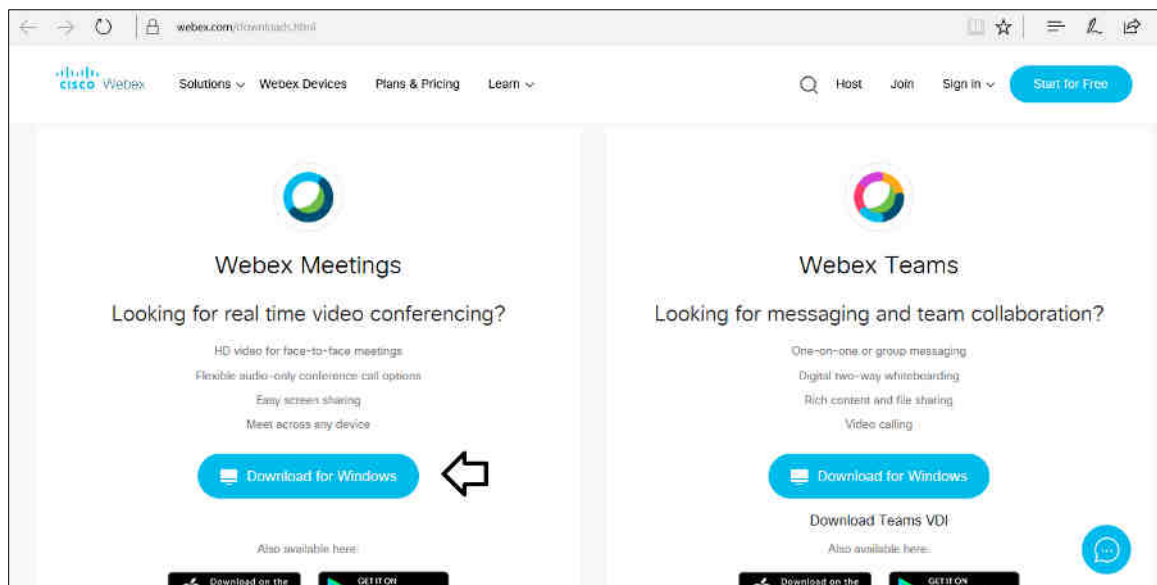 webex.com/downloads.html
cisco Webex Solutions Webex Devices Plans & Pricing Learn Host Join Sign in Start for Free
Webex Meetings
Looking for real time video conferencing?
HD video for face-to-face meetings
Flexible audio-only conference call options
Easy screen sharing
Meet across any device
Download for Windows
Also available here:
Download on the
GET IT ON
Webex Teams
Looking for messaging and team collaboration?
One-on-one or group messaging
Digital two-way whiteboarding
Rich content and file sharing
Video calling
Download for Windows
Download Teams VDI
Also available here:
Download on the
GET IT ON